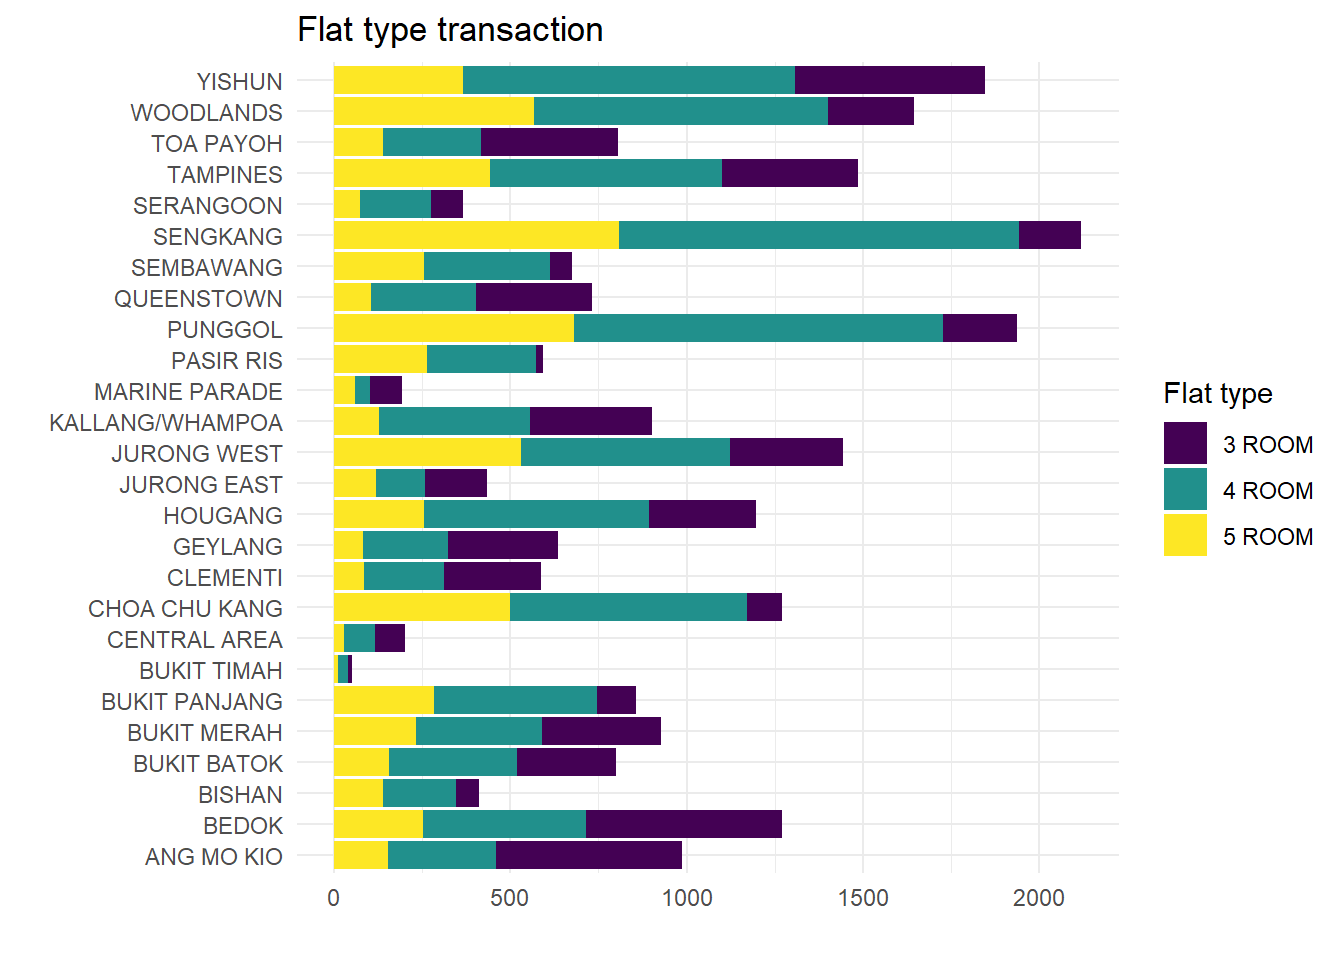 Flat type transaction
YISHUN
WOODLANDS
TOA PAYOH
TAMPINES
SERANGOON
SENGKANG
SEMBAWANG
QUEENSTOWN
PUNGGOL
PASIR RIS
MARINE PARADE
KALLANG/WHAMPOA
JURONG WEST
JURONG EAST
HOUGANG
GEYLANG
CLEMENTI
CHOA CHU KANG
CENTRAL AREA
BUKIT TIMAH
BUKIT PANJANG
BUKIT MERAH
BUKIT BATOK
BISHAN
BEDOK
ANG MO KIO
0 500 1000 1500 2000
Flat type
3 ROOM
4 ROOM
5 ROOM